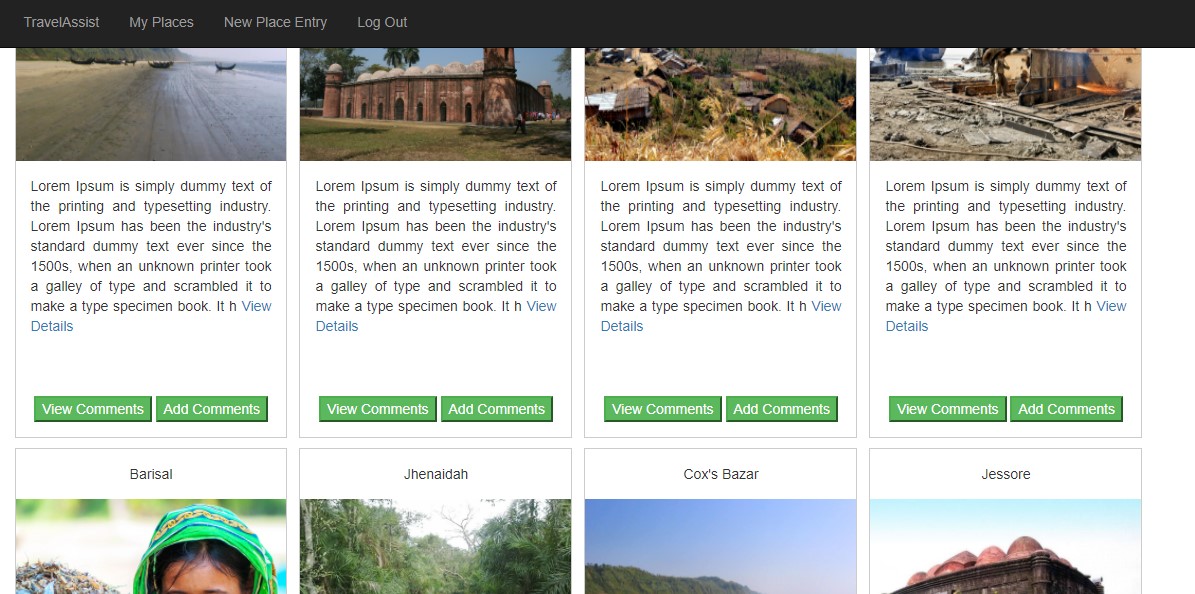 TravelAssist My Places New Place Entry Log Out
Lorem Ipsum is simply dummy text of
the printing and typesetting industry.
Lorem Ipsum has been the industry's
standard dummy text ever since the
1500s, when an unknown printer took
a galley of type and scrambled it to
make a type specimen book. It h View
Details
View Comments Add Comments
Lorem Ipsum is simply dummy text of
the printing and typesetting industry.
Lorem Ipsum has been the industry's
standard dummy text ever since the
1500s, when an unknown printer took
a galley of type and scrambled it to
make a type specimen book. It h View
Details
View Comments Add Comments
Lorem Ipsum is simply dummy text of
the printing and typesetting industry.
Lorem Ipsum has been the industry's
standard dummy text ever since the
1500s, when an unknown printer took
a galley of type and scrambled it to
make a type specimen book. It h View
Details
View Comments Add Comments
Lorem Ipsum is simply dummy text of
the printing and typesetting industry.
Lorem Ipsum has been the industry's
standard dummy text ever since the
1500s, when an unknown printer took
a galley of type and scrambled it to
make a type specimen book. It h View
Details
View Comments Add Comments
Barisal
Jhenaidah
Cox's Bazar
Jessore